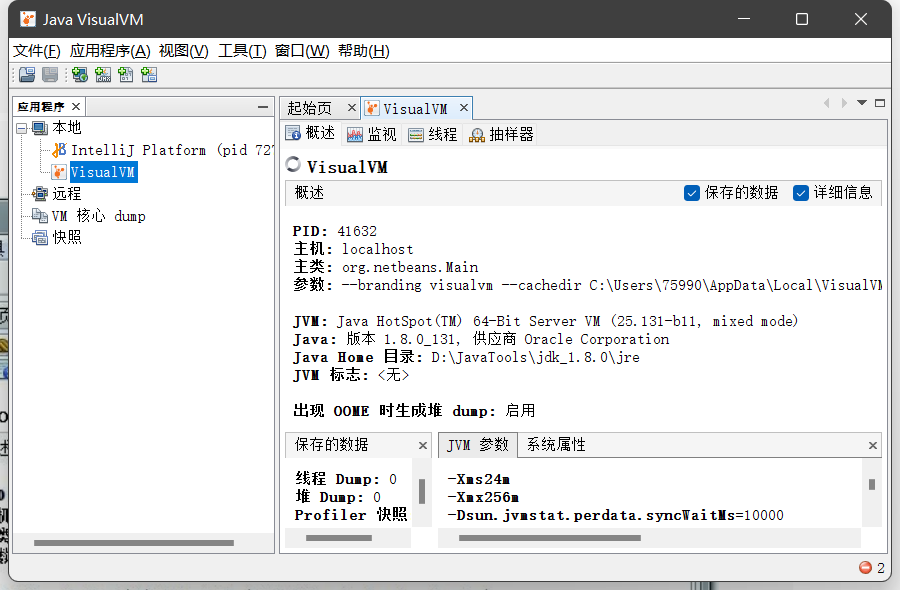 Java VisualVM
文件(F) 应用程序(A) 视图(V) 工具(T) 窗口(W) 帮助(H)
应用程序
本地
IntelliJ Platform (pid 727
VisualVM
远程
VM 核心 dump
快照
起始页 VisualVM
概述 监视 线程 抽样器
VisualVM
概述 保存的数据 详细信息
PID: 41632
主机: localhost
主类: org.netbeans.Main
参数: --branding visualvm --cachedir C:\Users\75990\AppData\Local\VisualVM
JVM: Java HotSpot(TM) 64-Bit Server VM (25.131-b11, mixed mode)
Java: 版本 1.8.0_131, 供应商 Oracle Corporation
Java Home 目录: D:\JavaTools\jdk_1.8.0\jre
JVM 标志: <无>
出现 OOME 时生成堆 dump: 启用
保存的数据
线程 Dump: 0
堆 Dump: 0
Profiler 快照
JVM 参数 系统属性
-Xms24m
-Xmx256m
-Dsun.jvmstat.perdata.syncWaitMs=10000
2